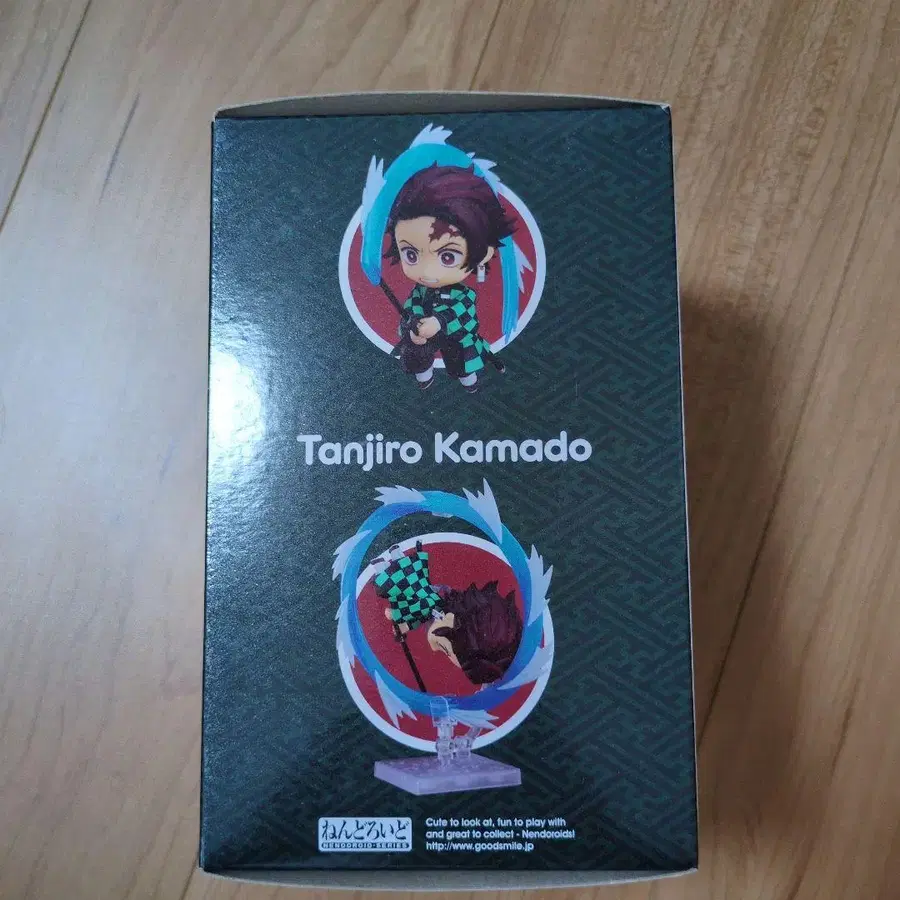 Tanjiro Kamado
ねんどろいど
NENDOROID-SERIES
Cute to look at, fun to play with
and great to collect - Nendoroids!
http://www.goodsmile.jp